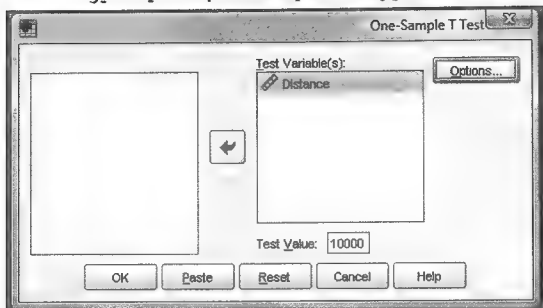 One-Sample T Test
Test Variable(s):
Distance
Options...
Test Value: 10000
OK Paste Reset Cancel Help